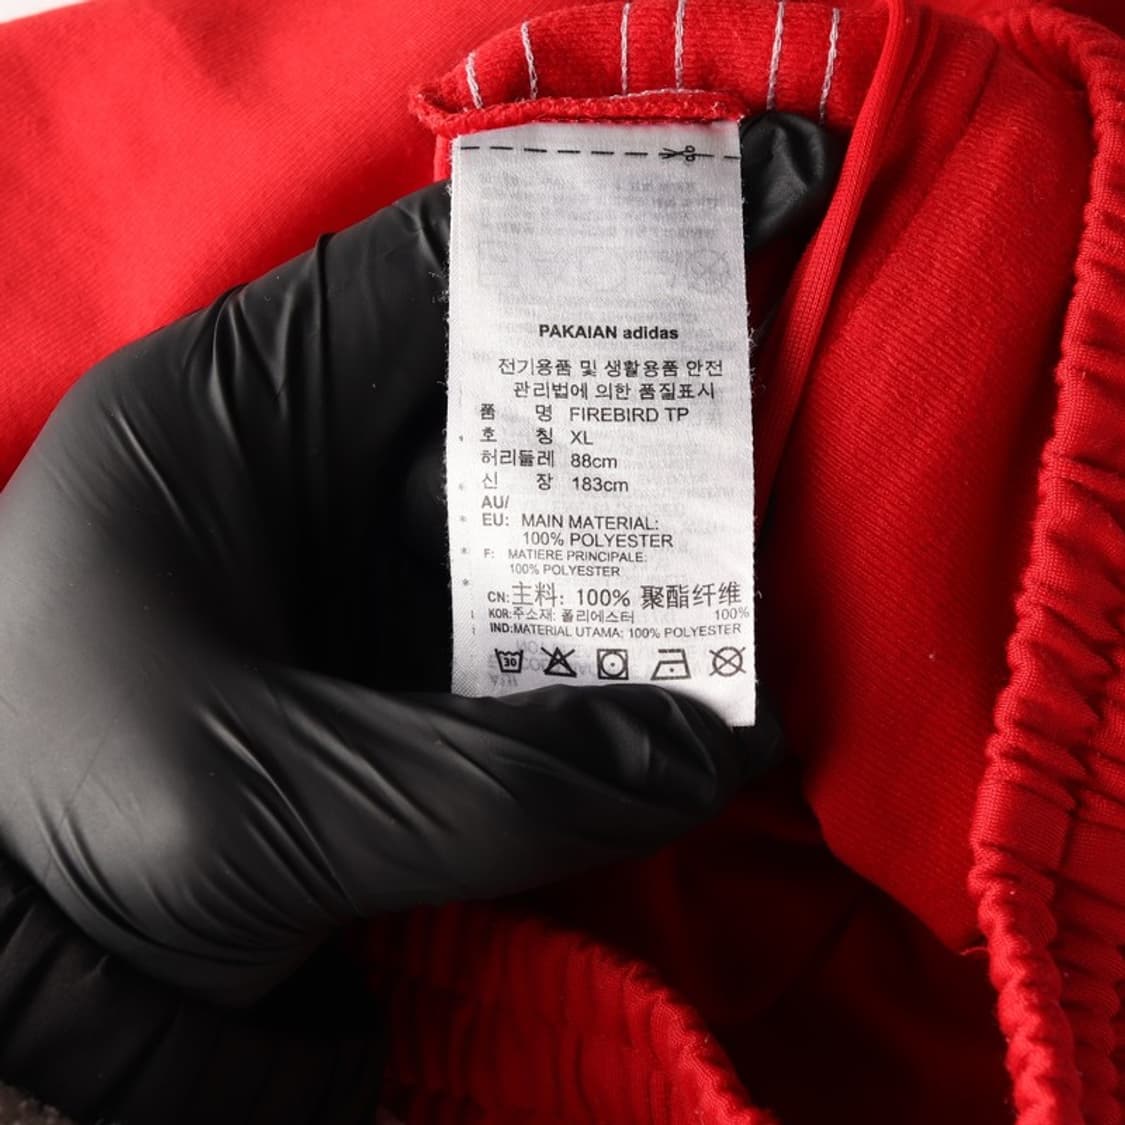 PAKAIAN adidas
전기용품 및 생활용품 안전
관리법에 의한 품질표시
품 명 FIREBIRD TP
호 칭 XL
허리둘레 88cm
신 장 183cm
AU/
EU: MAIN MATERIAL:
100% POLYESTER
F: MATIERE PRINCIPALE:
100% POLYESTER
CN:主料: 100% 聚酯纤维
KOR:주소재: 폴리에스터 100%
IND:MATERIAL UTAMA: 100% POLYESTER
30